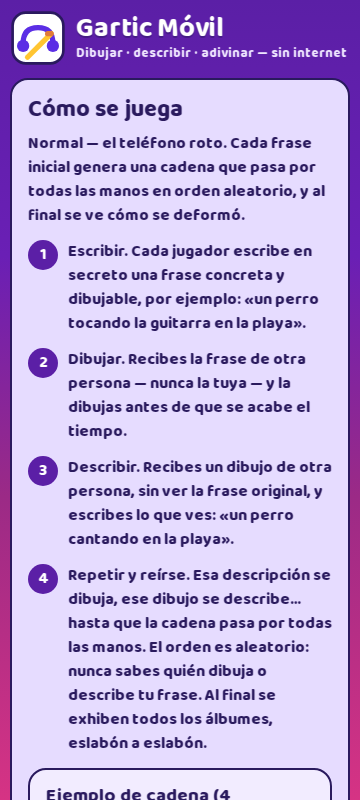 Gartic Móvil
Dibujar · describir · adivinar — sin internet
Cómo se juega
Normal — el teléfono roto. Cada frase
inicial genera una cadena que pasa por
todas las manos en orden aleatorio, y al
final se ve cómo se deformó.
1 Escribir. Cada jugador escribe en
secreto una frase concreta y
dibujable, por ejemplo: «un perro
tocando la guitarra en la playa».
2 Dibujar. Recibes la frase de otra
persona — nunca la tuya — y la
dibujas antes de que se acabe el
tiempo.
3 Describir. Recibes un dibujo de otra
persona, sin ver la frase original, y
escribes lo que ves: «un perro
cantando en la playa».
4 Repetir y reírse. Esa descripción se
dibuja, ese dibujo se describe...
hasta que la cadena pasa por todas
las manos. El orden es aleatorio:
nunca sabes quién dibuja o
describe tu frase. Al final se
exhiben todos los álbumes,
eslabón a eslabón.
Ejemplo de cadena (4